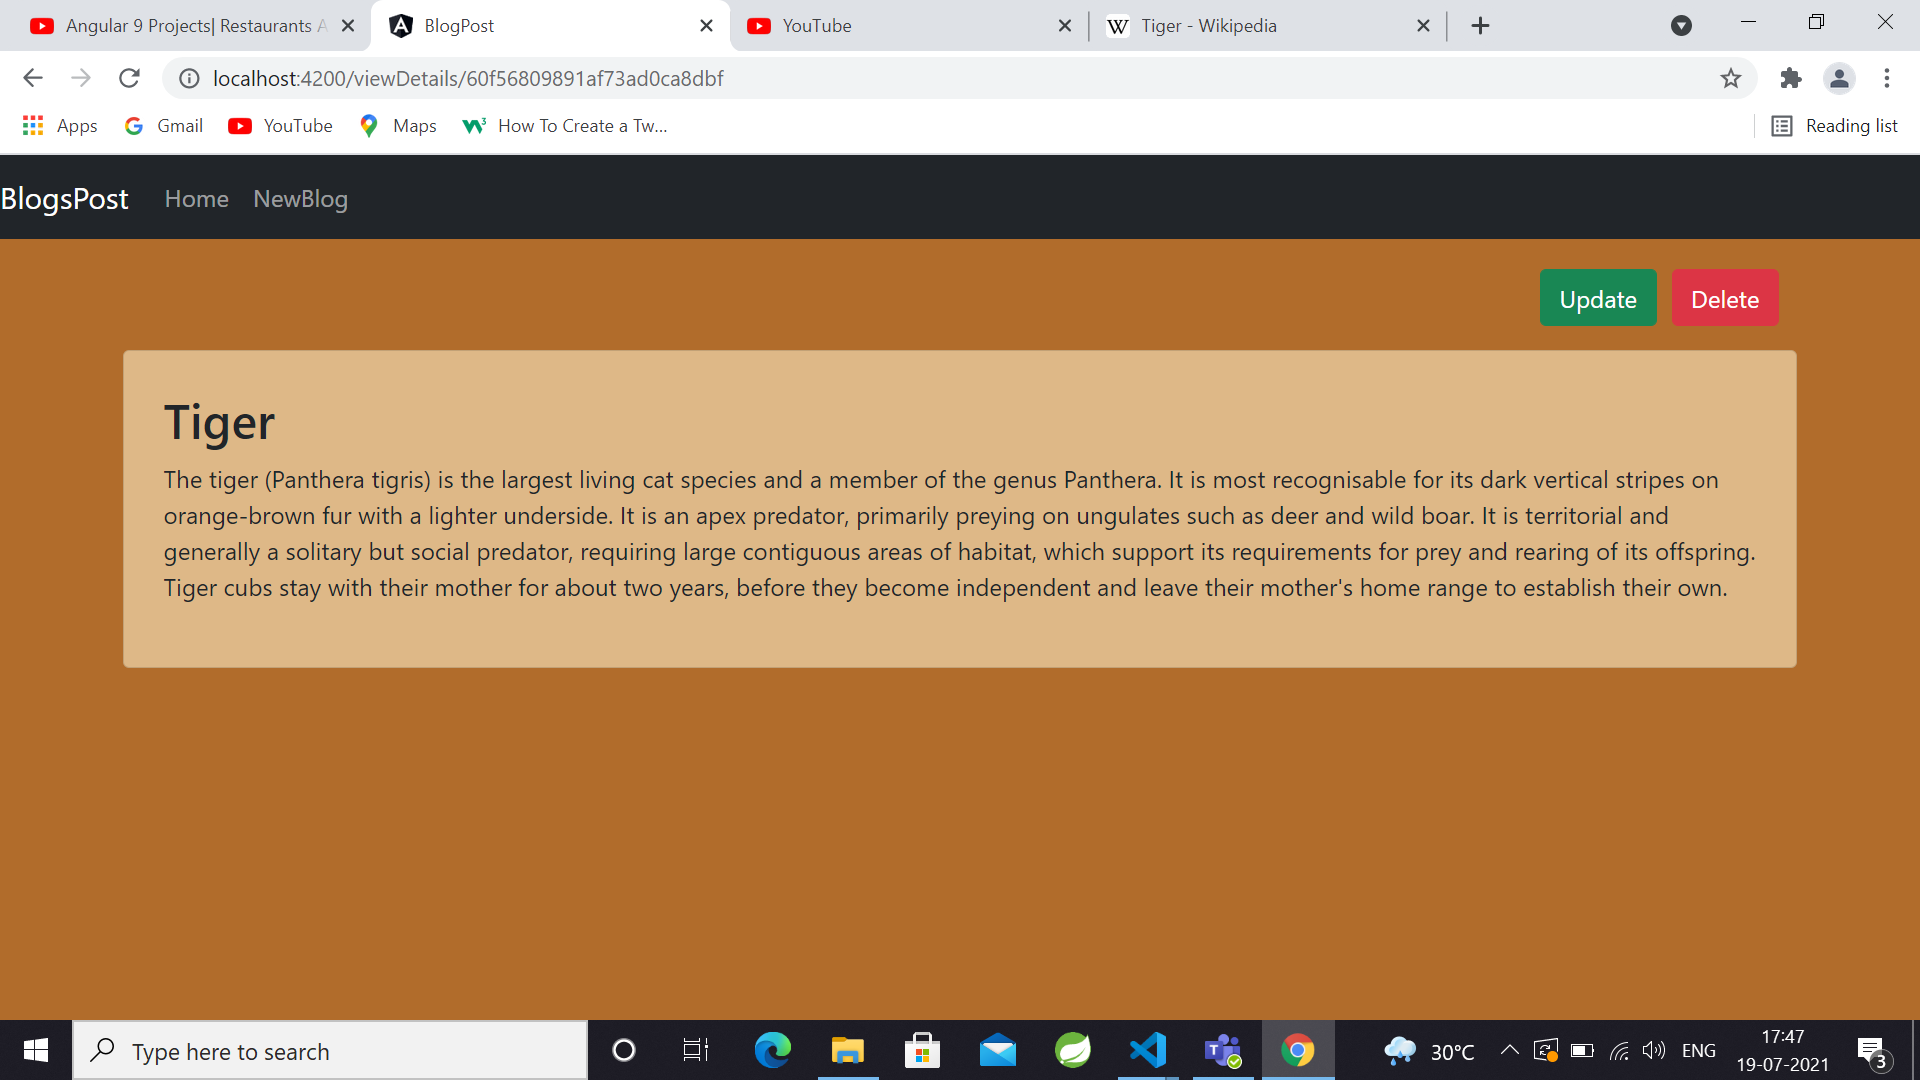 Angular 9 Projects| Restaurants A
BlogPost
YouTube
Tiger - Wikipedia
localhost:4200/viewDetails/60f56809891af73ad0ca8dbf
Apps
Gmail
YouTube
Maps
How To Create a Tw...
Reading list
BlogsPost
Home
NewBlog
Update
Delete
Tiger
The tiger (Panthera tigris) is the largest living cat species and a member of the genus Panthera. It is most recognisable for its dark vertical stripes on
orange-brown fur with a lighter underside. It is an apex predator, primarily preying on ungulates such as deer and wild boar. It is territorial and
generally a solitary but social predator, requiring large contiguous areas of habitat, which support its requirements for prey and rearing of its offspring.
Tiger cubs stay with their mother for about two years, before they become independent and leave their mother's home range to establish their own.
Type here to search
30°C
ENG
17:47
19-07-2021
3